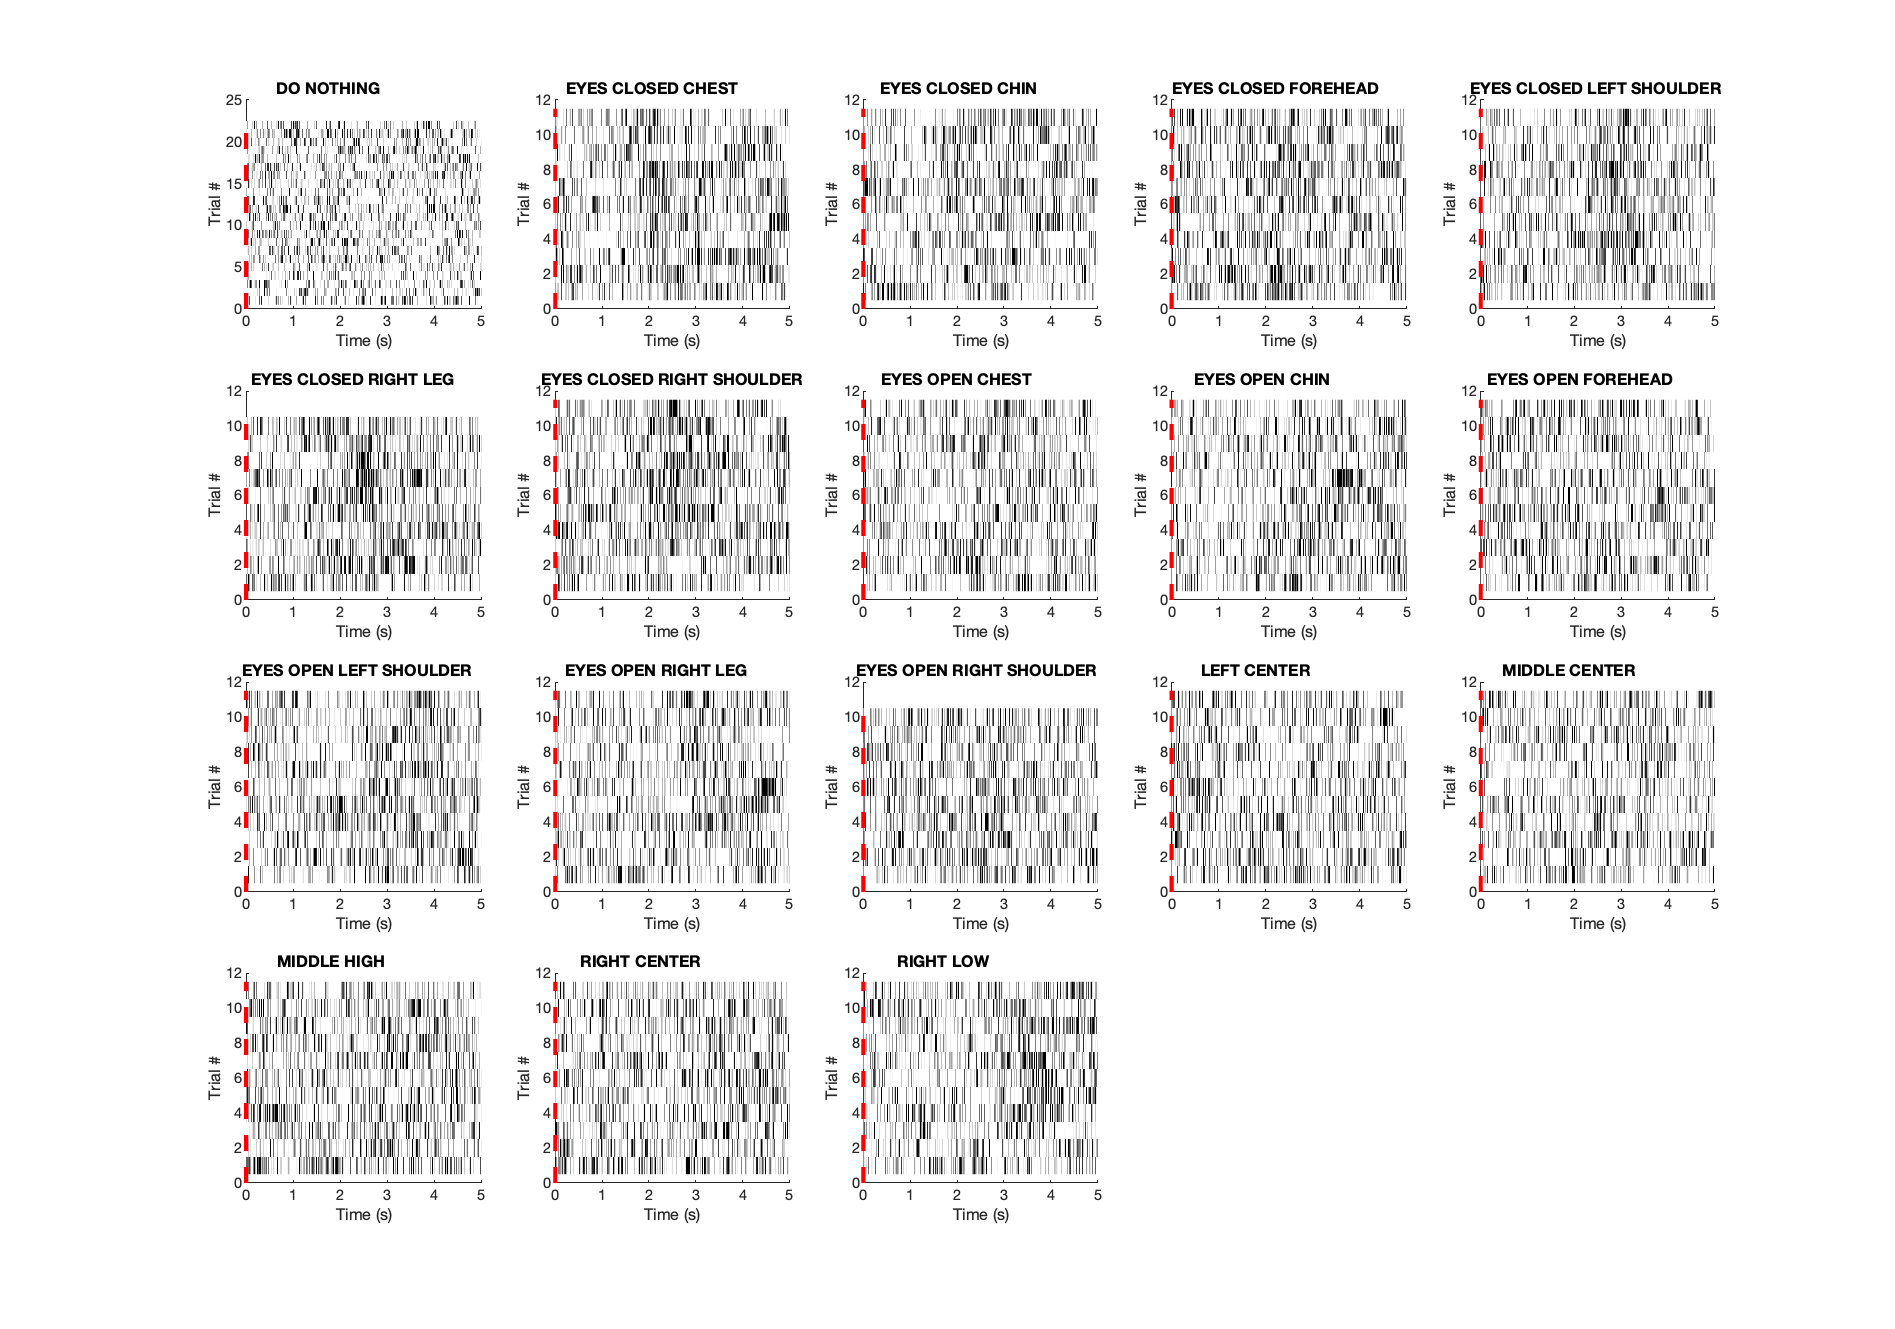 DO NOTHING
25
20
15
10
5
0
Trial #
0 1 2 3 4 5
Time (s)
EYES CLOSED CHEST
12
10
8
6
4
2
0
Trial #
0 1 2 3 4 5
Time (s)
EYES CLOSED CHIN
12
10
8
6
4
2
0
Trial #
0 1 2 3 4 5
Time (s)
EYES CLOSED FOREHEAD
12
10
8
6
4
2
0
Trial #
0 1 2 3 4 5
Time (s)
EYES CLOSED LEFT SHOULDER
12
10
8
6
4
2
0
Trial #
0 1 2 3 4 5
Time (s)
EYES CLOSED RIGHT LEG
12
10
8
6
4
2
0
Trial #
0 1 2 3 4 5
Time (s)
EYES CLOSED RIGHT SHOULDER
12
10
8
6
4
2
0
Trial #
0 1 2 3 4 5
Time (s)
EYES OPEN CHEST
12
10
8
6
4
2
0
Trial #
0 1 2 3 4 5
Time (s)
EYES OPEN CHIN
12
10
8
6
4
2
0
Trial #
0 1 2 3 4 5
Time (s)
EYES OPEN FOREHEAD
12
10
8
6
4
2
0
Trial #
0 1 2 3 4 5
Time (s)
EYES OPEN LEFT SHOULDER
12
10
8
6
4
2
0
Trial #
0 1 2 3 4 5
Time (s)
EYES OPEN RIGHT LEG
12
10
8
6
4
2
0
Trial #
0 1 2 3 4 5
Time (s)
EYES OPEN RIGHT SHOULDER
12
10
8
6
4
2
0
Trial #
0 1 2 3 4 5
Time (s)
LEFT CENTER
12
10
8
6
4
2
0
Trial #
0 1 2 3 4 5
Time (s)
MIDDLE CENTER
12
10
8
6
4
2
0
Trial #
0 1 2 3 4 5
Time (s)
MIDDLE HIGH
12
10
8
6
4
2
0
Trial #
0 1 2 3 4 5
Time (s)
RIGHT CENTER
12
10
8
6
4
2
0
Trial #
0 1 2 3 4 5
Time (s)
RIGHT LOW
12
10
8
6
4
2
0
Trial #
0 1 2 3 4 5
Time (s)